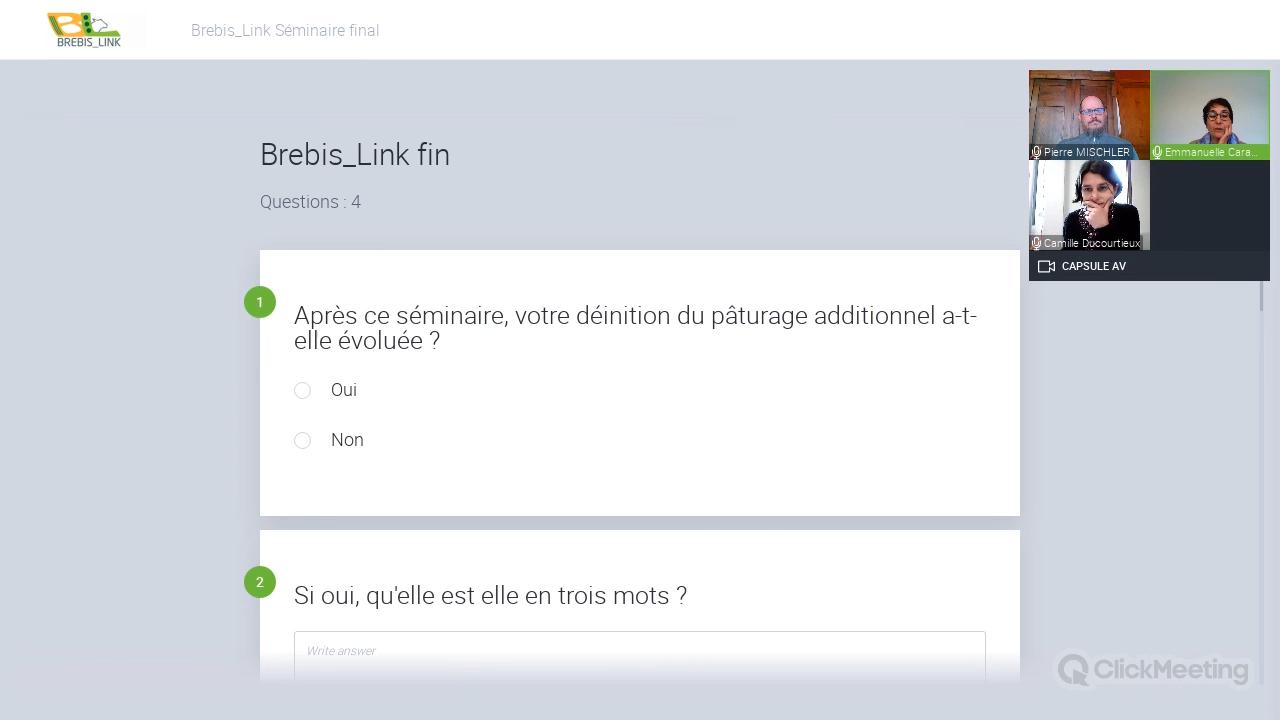 BL
BREBIS_LINK
Brebis_Link Séminaire final
Brebis_Link fin
Questions : 4
1
Après ce séminaire, votre déinition du pâturage additionnel a-t-
elle évoluée ?
Oui
Non
2
Si oui, qu'elle est elle en trois mots ?
Write answer
Pierre MISCHLER
Emmanuelle Cara...
Camille Ducourtieux
CAPSULE AV
ClickMeeting